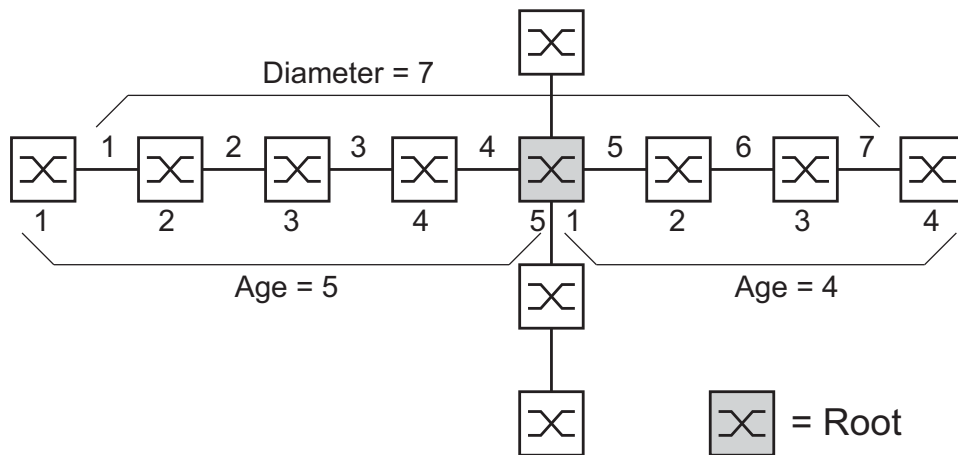 Diameter = 7
1 2 3 4 5 6 7
1 2 3 4 5 1 2 3 4
Age = 5 Age = 4
= Root